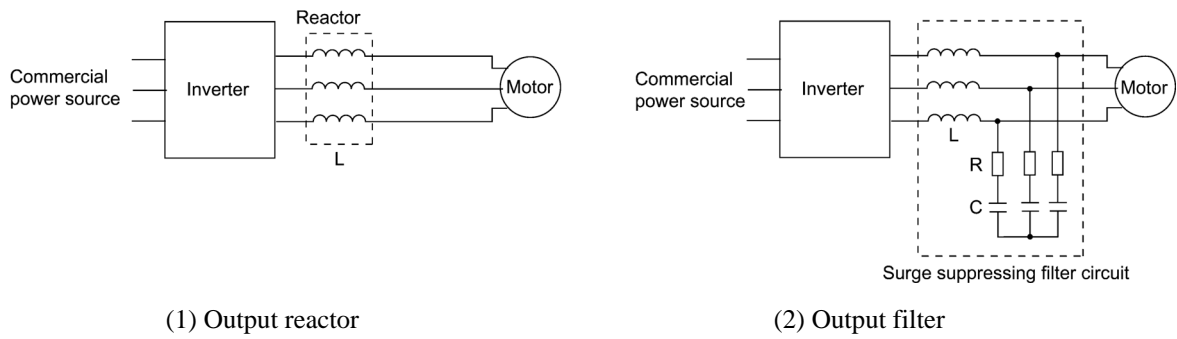 Reactor
Commercial
power source
Inverter
Motor
L
(1) Output reactor
Commercial
power source
Inverter
Motor
L
R
C
Surge suppressing filter circuit
(2) Output filter